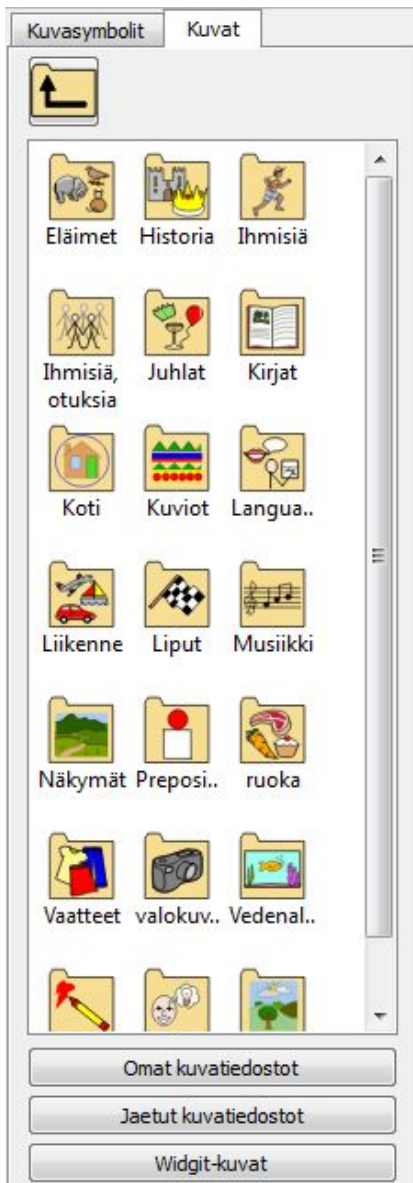 Kuvasymbolit Kuvat
Eläimet Historia Ihmisiä
Ihmisiä, Juhlat Kirjat
otuksia
Koti Kuviot Langua..
Liikenne Liput Musiikki
Näkymät Preposi.. ruoka
Vaatteet valokuv.. Vedenal..
Omat kuvatiedostot
Jaetut kuvatiedostot
Widgit-kuvat